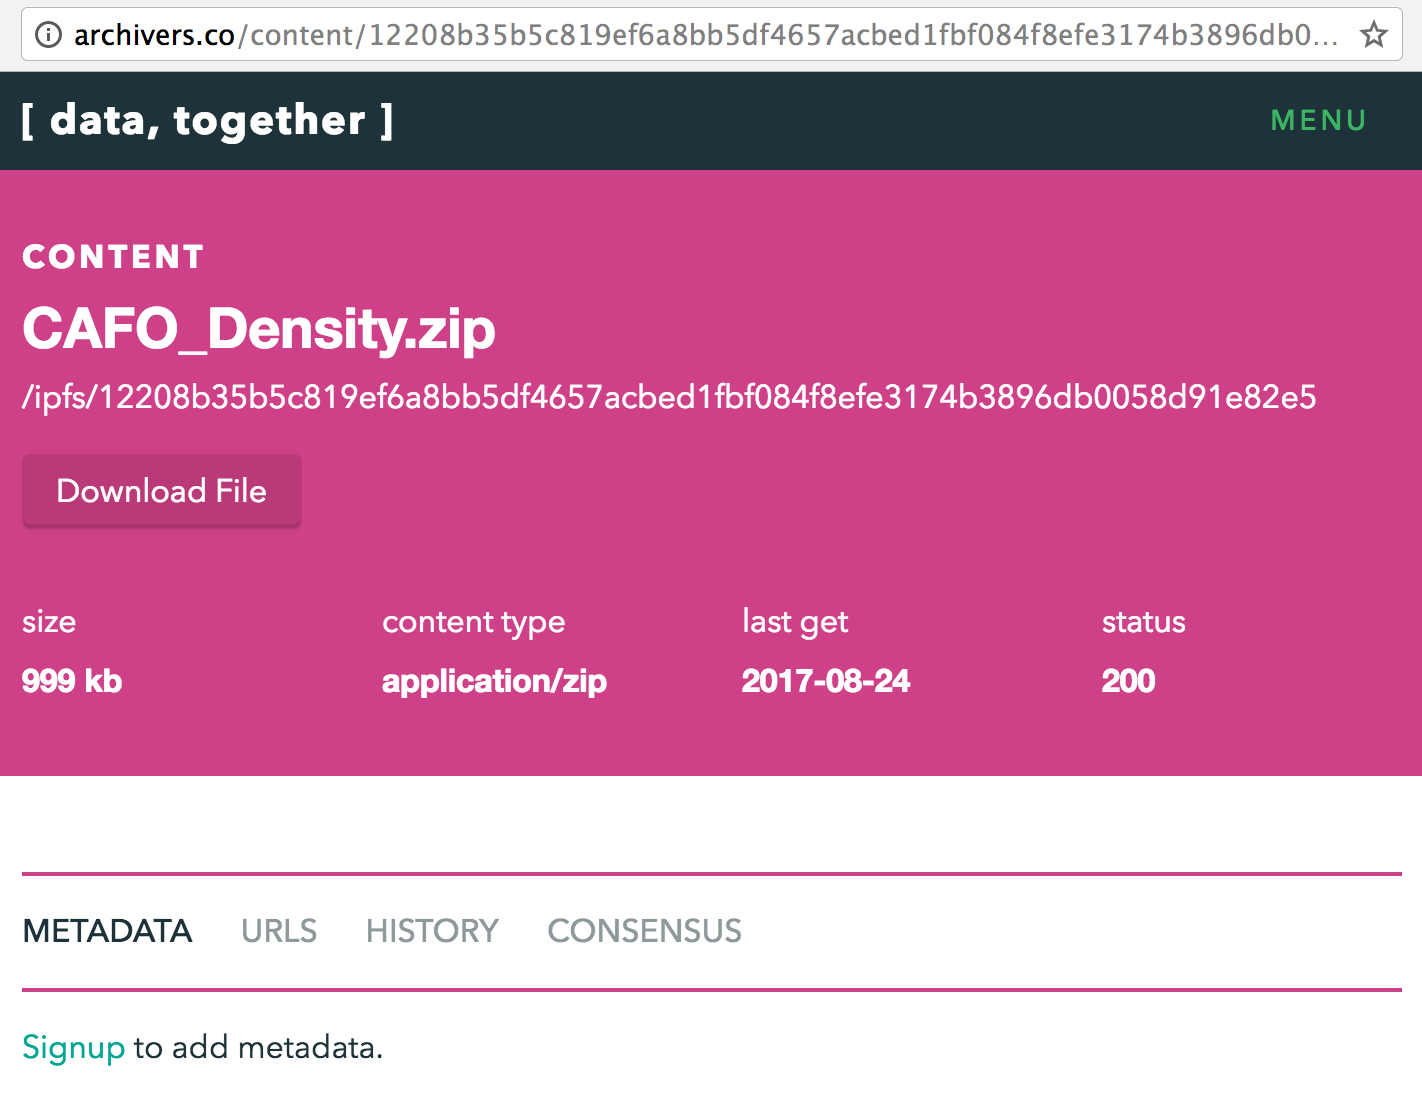 archivers.co/content/12208b35b5c819ef6a8bb5df4657acbed1fbf084f8efe3174b3896db0...
[ data, together ]
MENU
CONTENT
CAFO_Density.zip
/ipfs/12208b35b5c819ef6a8bb5df4657acbed1fbf084f8efe3174b3896db0058d91e82e5
Download File
size content type last get status
999 kb application/zip 2017-08-24 200
METADATA URLS HISTORY CONSENSUS
Signup to add metadata.